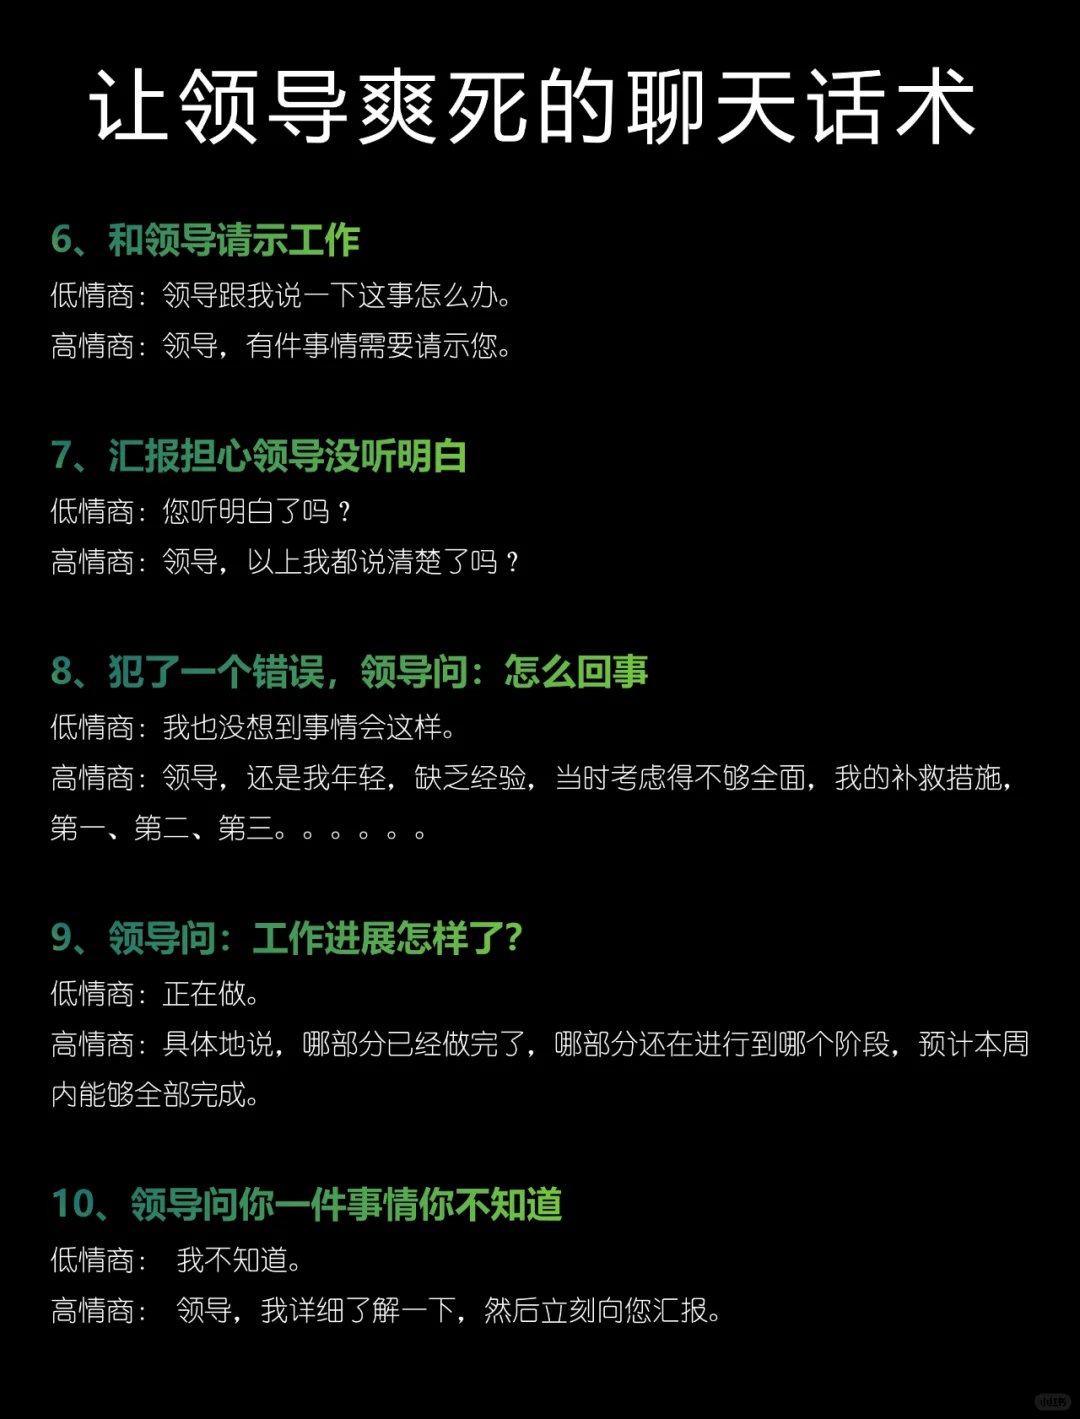 让领导爽死的聊天话术
6、和领导请示工作
低情商：领导跟我说一下这事怎么办。
高情商：领导，有件事情需要请示您。
7、汇报担心领导没听明白
低情商：您听明白了吗？
高情商：领导，以上我都说清楚了吗？
8、犯了一个错误，领导问：怎么回事
低情商：我也没想到事情会这样。
高情商：领导，还是我年轻，缺乏经验，当时考虑得不够全面，我的补救措施，
第一、第二、第三。。。。。。
9、领导问：工作进展怎样了？
低情商：正在做。
高情商：具体地说，哪部分已经做完了，哪部分还在进行到哪个阶段，预计本周
内能够全部完成。
10、领导问你一件事情你不知道
低情商： 我不知道。
高情商： 领导，我详细了解一下，然后立刻向您汇报。
小红书